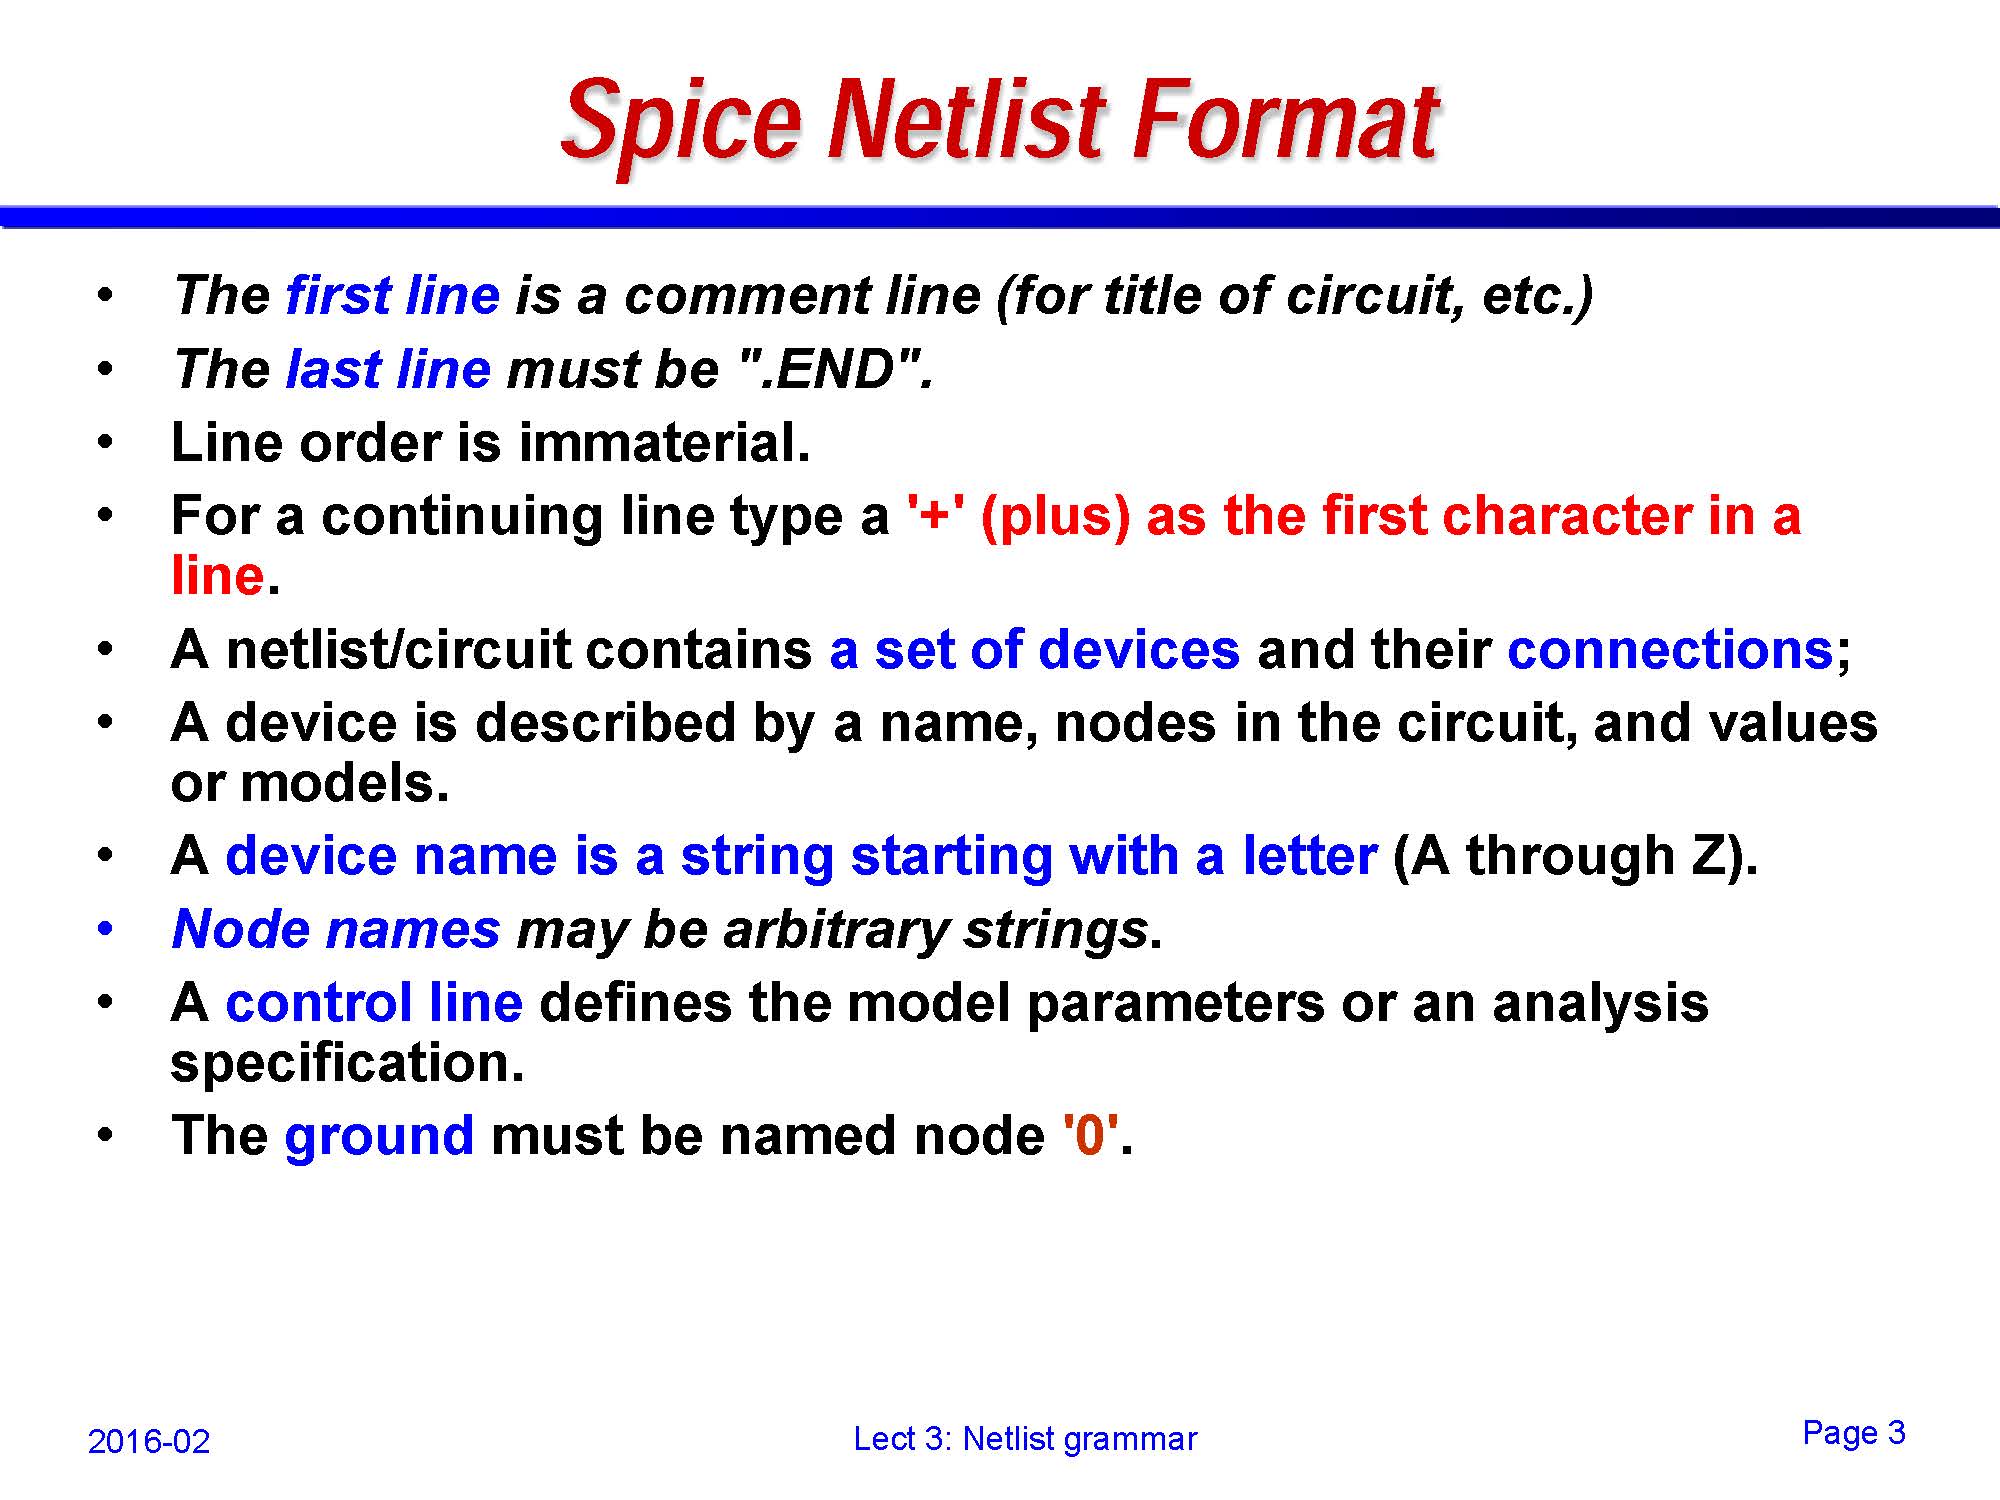 Spice Netlist Format
• The first line is a comment line (for title of circuit, etc.)
• The last line must be ".END".
• Line order is immaterial.
• For a continuing line type a '+' (plus) as the first character in a
line.
• A netlist/circuit contains a set of devices and their connections;
• A device is described by a name, nodes in the circuit, and values
or models.
• A device name is a string starting with a letter (A through Z).
• Node names may be arbitrary strings.
• A control line defines the model parameters or an analysis
specification.
• The ground must be named node '0'.
2016-02
Lect 3: Netlist grammar
Page 3